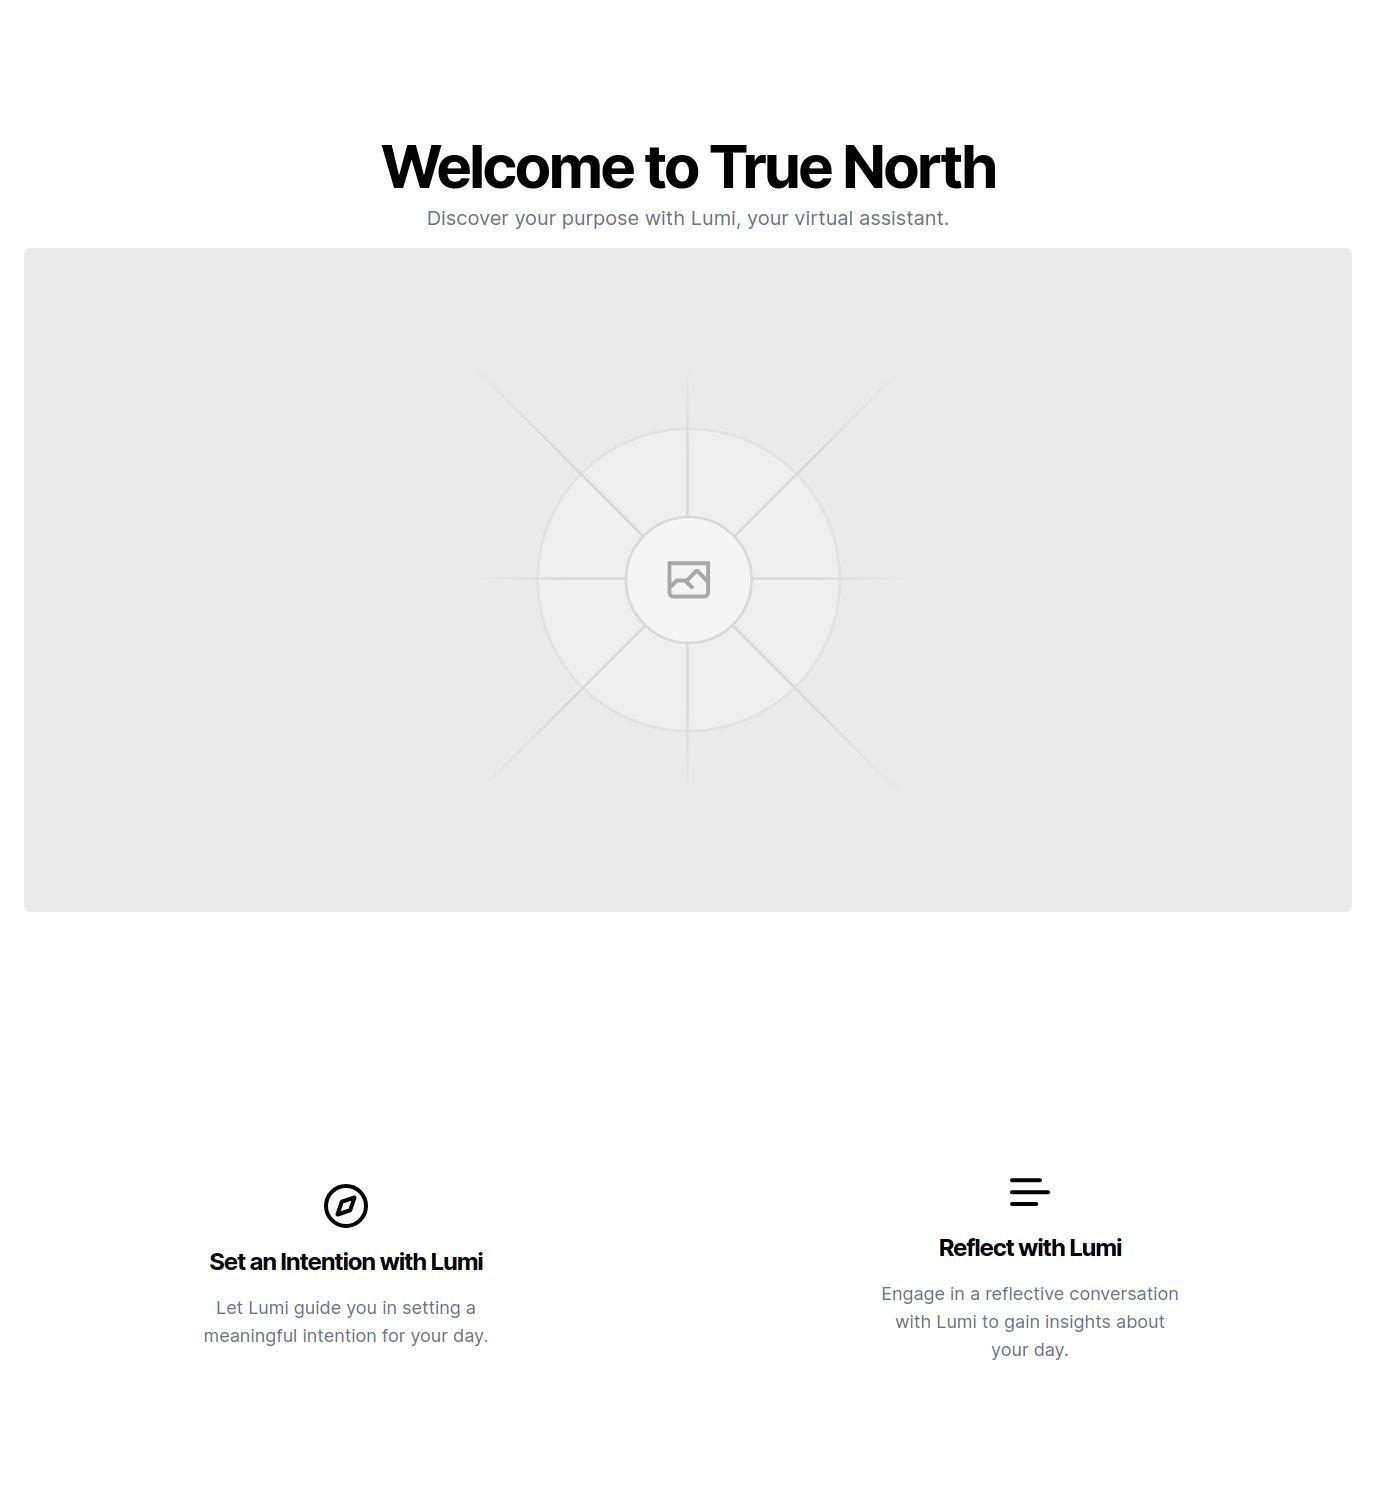 Welcome to True North
Discover your purpose with Lumi, your virtual assistant.
Set an Intention with Lumi
Let Lumi guide you in setting a
meaningful intention for your day.
Reflect with Lumi
Engage in a reflective conversation
with Lumi to gain insights about
your day.